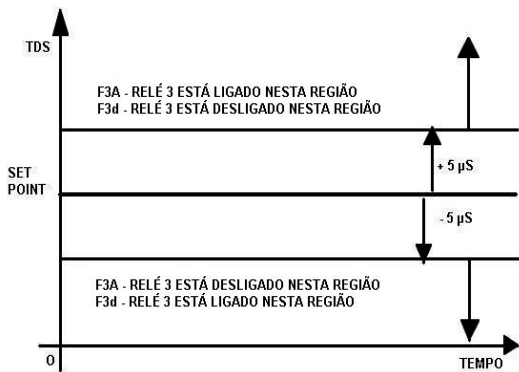 TDS
F3A - RELÉ 3 ESTÁ LIGADO NESTA REGIÃO
F3d - RELÉ 3 ESTÁ DESLIGADO NESTA REGIÃO
+ 5 µS
SET
POINT
- 5 µS
F3A - RELÉ 3 ESTÁ DESLIGADO NESTA REGIÃO
F3d - RELÉ 3 ESTÁ LIGADO NESTA REGIÃO
O
TEMPO